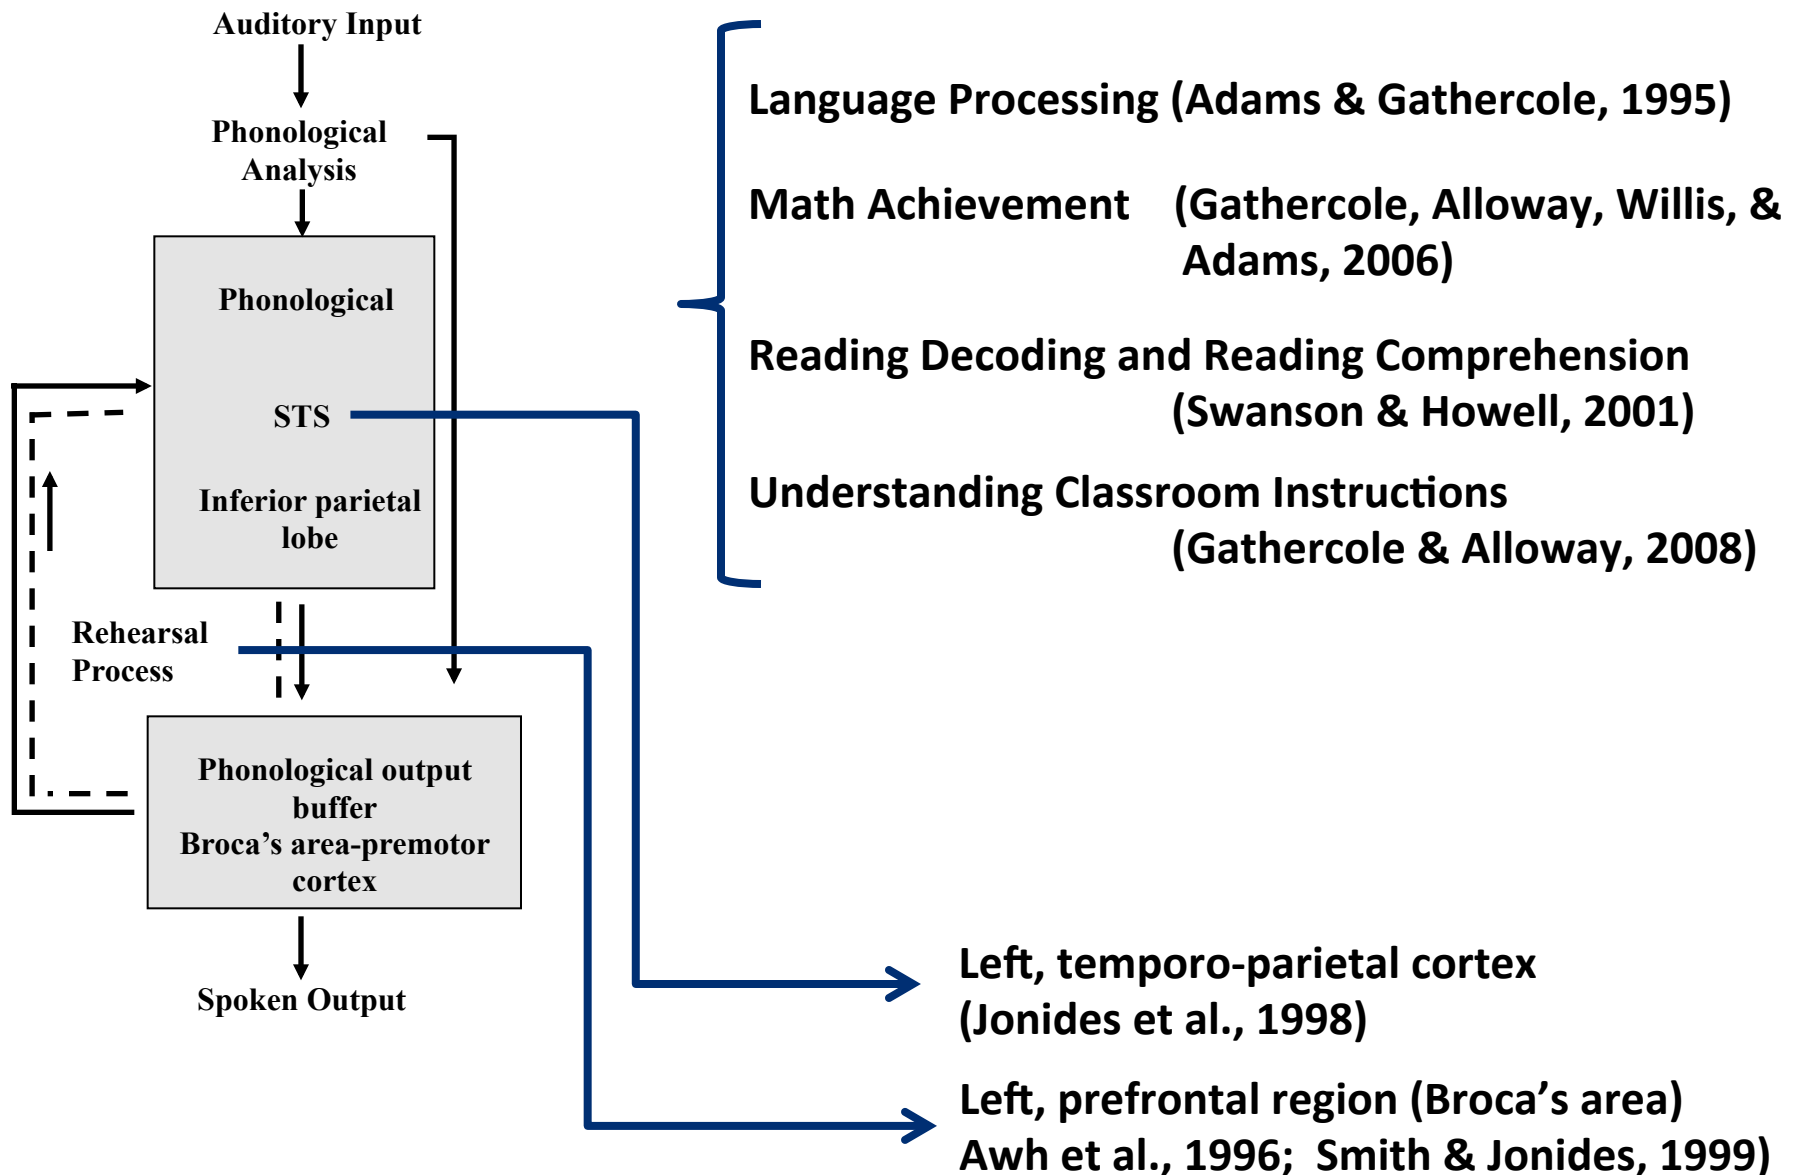 Auditory Input
Phonological
Analysis
Phonological
STS
Inferior parietal
lobe
Rehearsal
Process
Phonological output
buffer
Broca’s area-premotor
cortex
Spoken Output
Language Processing (Adams & Gathercole, 1995)
Math Achievement (Gathercole, Alloway, Willis, &
Adams, 2006)
Reading Decoding and Reading Comprehension
(Swanson & Howell, 2001)
Understanding Classroom Instructions
(Gathercole & Alloway, 2008)
Left, temporo-parietal cortex
(Jonides et al., 1998)
Left, prefrontal region (Broca’s area)
Awh et al., 1996; Smith & Jonides, 1999)